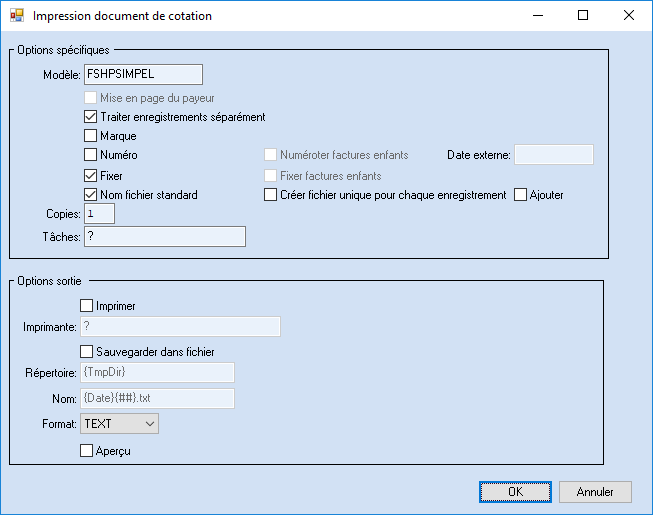 Impression document de cotation
Options spécifiques
Modèle: FSHPSIMPEL
Mise en page du payeur
Traiter enregistrements séparément
Marque
Numéro Numéroter factures enfants Date externe:
Fixer Fixer factures enfants
Nom fichier standard Créer fichier unique pour chaque enregistrement Ajouter
Copies: 1
Tâches: ?
Options sortie
Imprimer
Imprimante: ?
Sauvegarder dans fichier
Répertoire: {TmpDir}
Nom: {Date}{##}.txt
Format: TEXT
Aperçu
OK Annuler